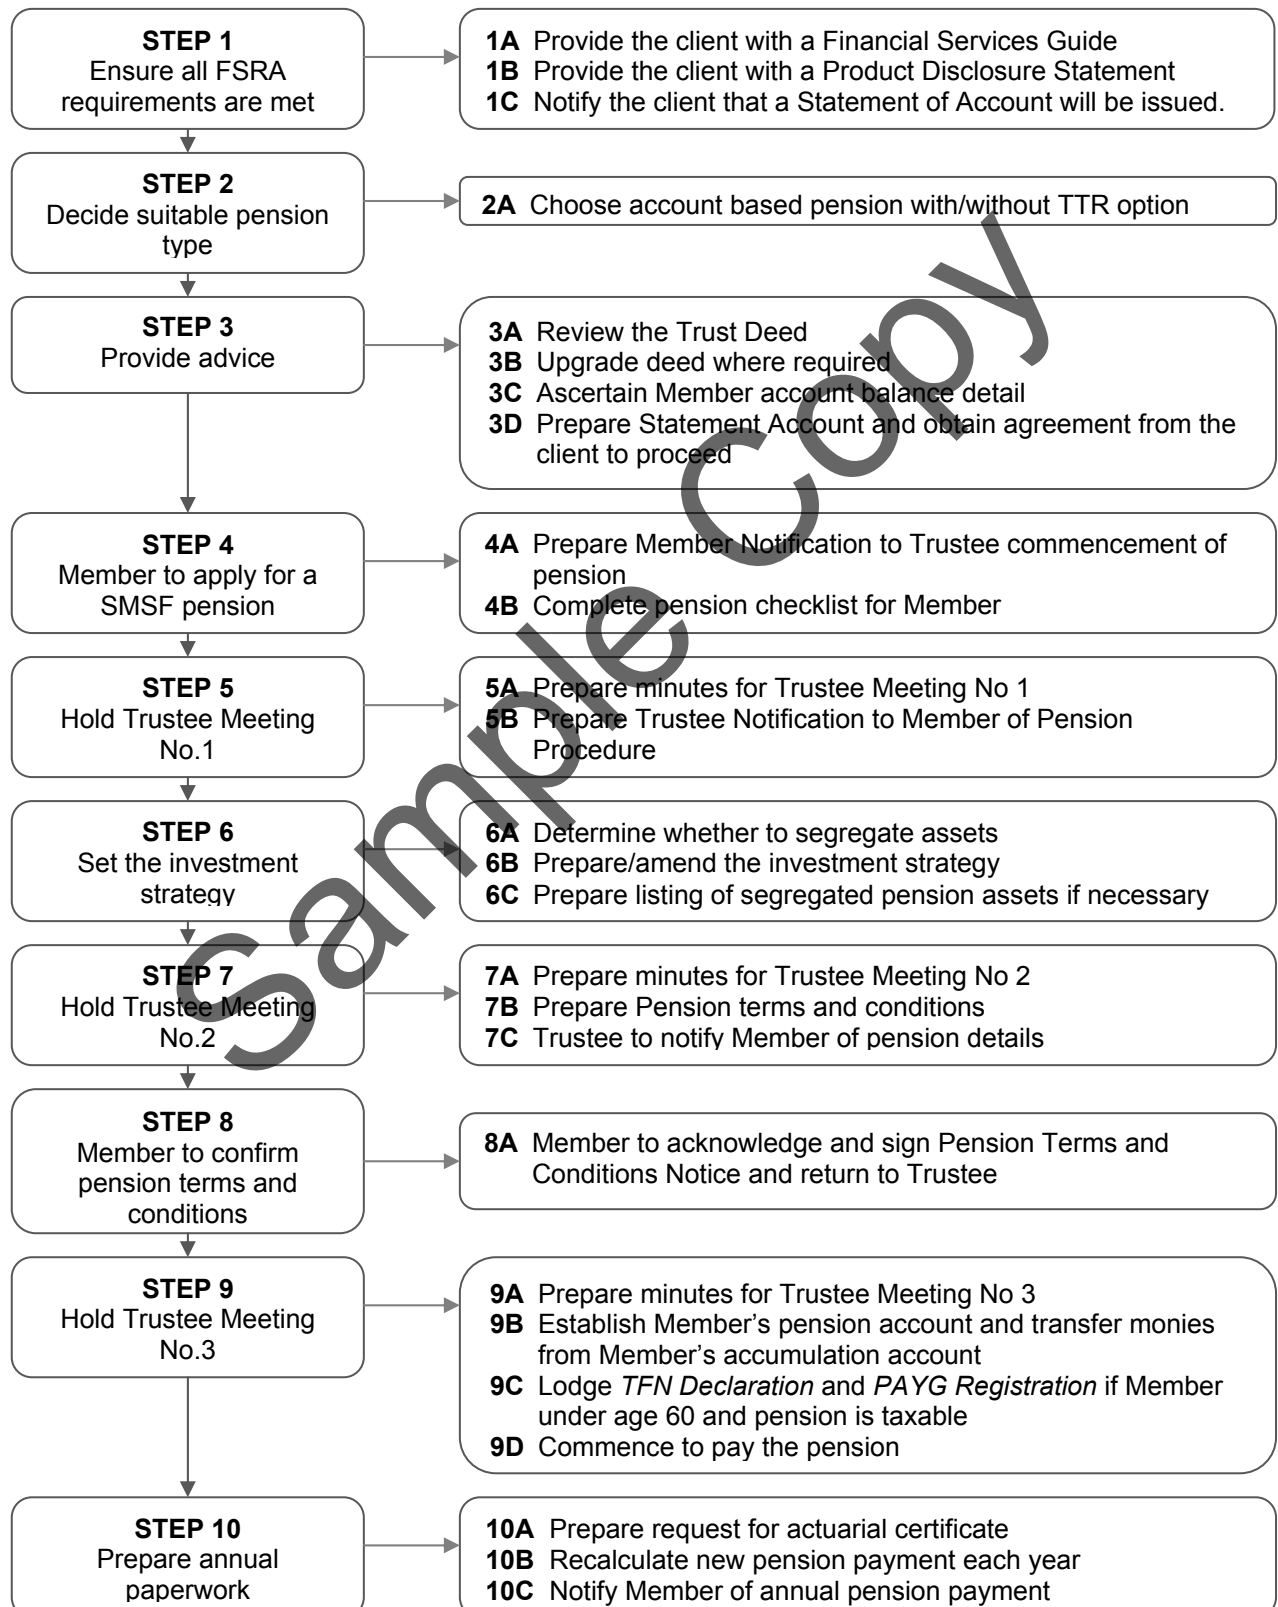 STEP 1
Ensure all FSRA
requirements are met
1A Provide the client with a Financial Services Guide
1B Provide the client with a Product Disclosure Statement
1C Notify the client that a Statement of Account will be issued.
STEP 2
Decide suitable pension
type
2A Choose account based pension with/without TTR option
STEP 3
Provide advice
3A Review the Trust Deed
3B Upgrade deed where required
3C Ascertain Member account balance detail
3D Prepare Statement Account and obtain agreement from the
client to proceed
STEP 4
Member to apply for a
SMSF pension
4A Prepare Member Notification to Trustee commencement of
pension
4B Complete pension checklist for Member
STEP 5
Hold Trustee Meeting
No.1
5A Prepare minutes for Trustee Meeting No 1
5B Prepare Trustee Notification to Member of Pension
Procedure
STEP 6
Set the investment
strategy
6A Determine whether to segregate assets
6B Prepare/amend the investment strategy
6C Prepare listing of segregated pension assets if necessary
STEP 7
Hold Trustee Meeting
No.2
7A Prepare minutes for Trustee Meeting No 2
7B Prepare Pension terms and conditions
7C Trustee to notify Member of pension details
STEP 8
Member to confirm
pension terms and
conditions
8A Member to acknowledge and sign Pension Terms and
Conditions Notice and return to Trustee
STEP 9
Hold Trustee Meeting
No.3
9A Prepare minutes for Trustee Meeting No 3
9B Establish Member's pension account and transfer monies
from Member's accumulation account
9C Lodge TFN Declaration and PAYG Registration if Member
under age 60 and pension is taxable
9D Commence to pay the pension
STEP 10
Prepare annual
paperwork
10A Prepare request for actuarial certificate
10B Recalculate new pension payment each year
10C Notify Member of annual pension payment
Sample Copy